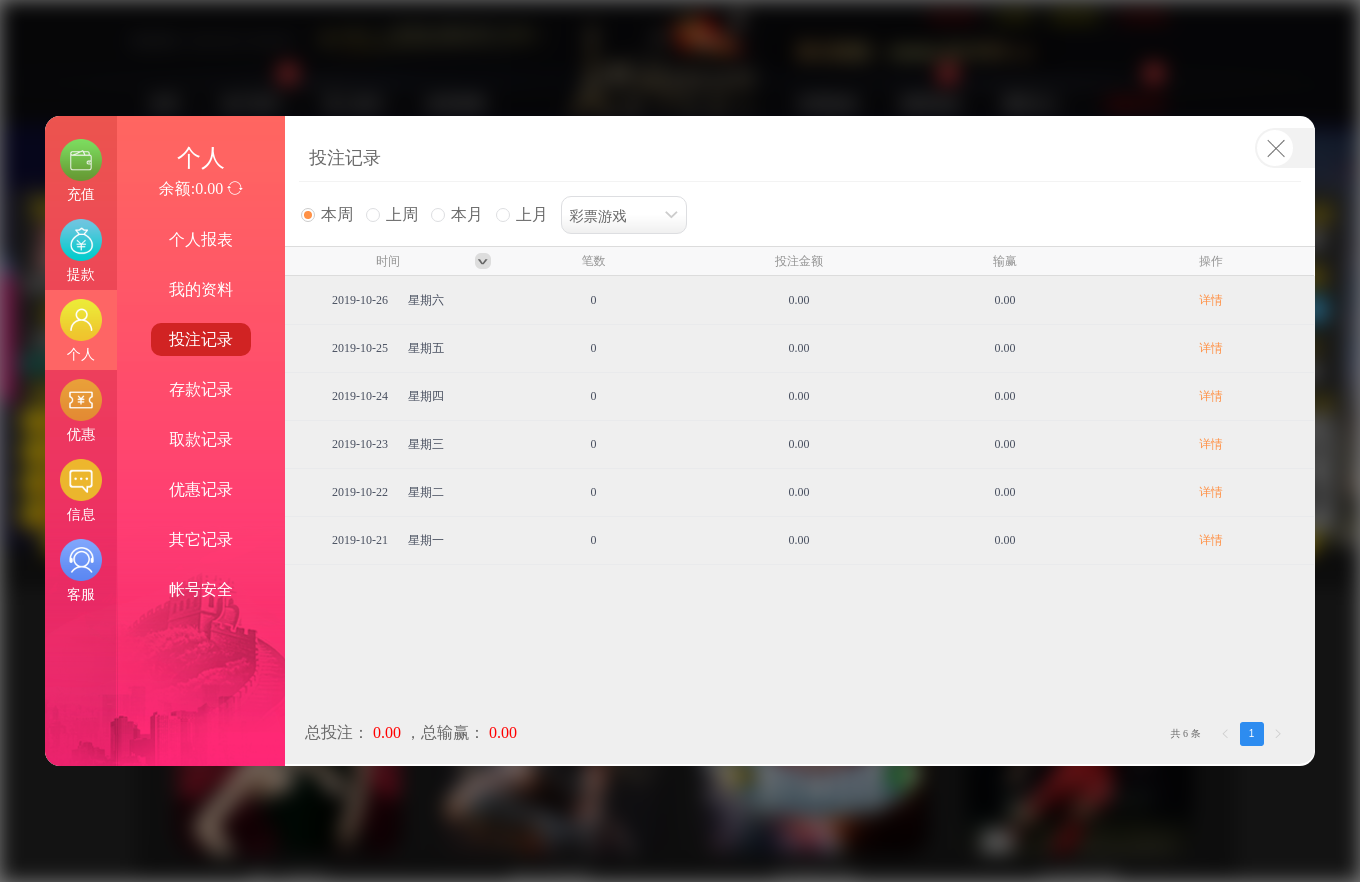 充值
提款
个人
优惠
信息
客服
个人
余额:0.00
个人报表
我的资料
投注记录
存款记录
取款记录
优惠记录
其它记录
帐号安全
投注记录
本周 上周 本月 上月 彩票游戏
时间 笔数 投注金额 输赢 操作
2019-10-26 星期六 0 0.00 0.00 详情
2019-10-25 星期五 0 0.00 0.00 详情
2019-10-24 星期四 0 0.00 0.00 详情
2019-10-23 星期三 0 0.00 0.00 详情
2019-10-22 星期二 0 0.00 0.00 详情
2019-10-21 星期一 0 0.00 0.00 详情
总投注： 0.00 ，总输赢： 0.00
共 6 条 1